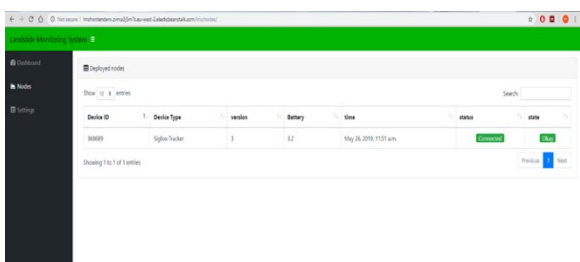 Not secure
Landslide Monitoring System
Dashboard
Nodes
Settings
Deployed nodes
Show 10 entries
Search:
Device ID Device Type version Battery time status state
Sigfox-Tracker 3 3.2 May 28, 2019, 11:51 a.m. Connected Okay
Showing 1 to 1 of 1 entries
Previous 1 Next